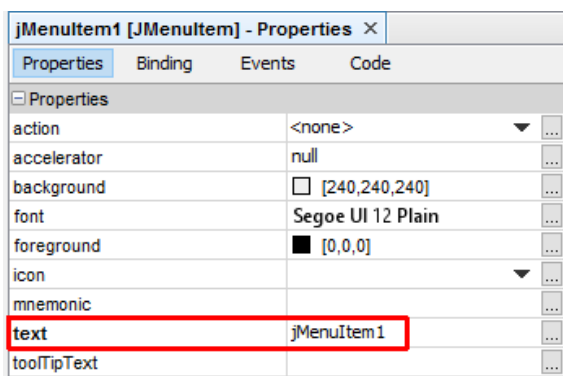 jMenuItem1 [JMenuItem] - Properties ×
Properties Binding Events Code
Properties
action <none> ...
accelerator null ...
background [240,240,240] ...
font Segoe UI 12 Plain ...
foreground [0,0,0] ...
icon ...
mnemonic ...
text jMenuItem1 ...
toolTipText ...